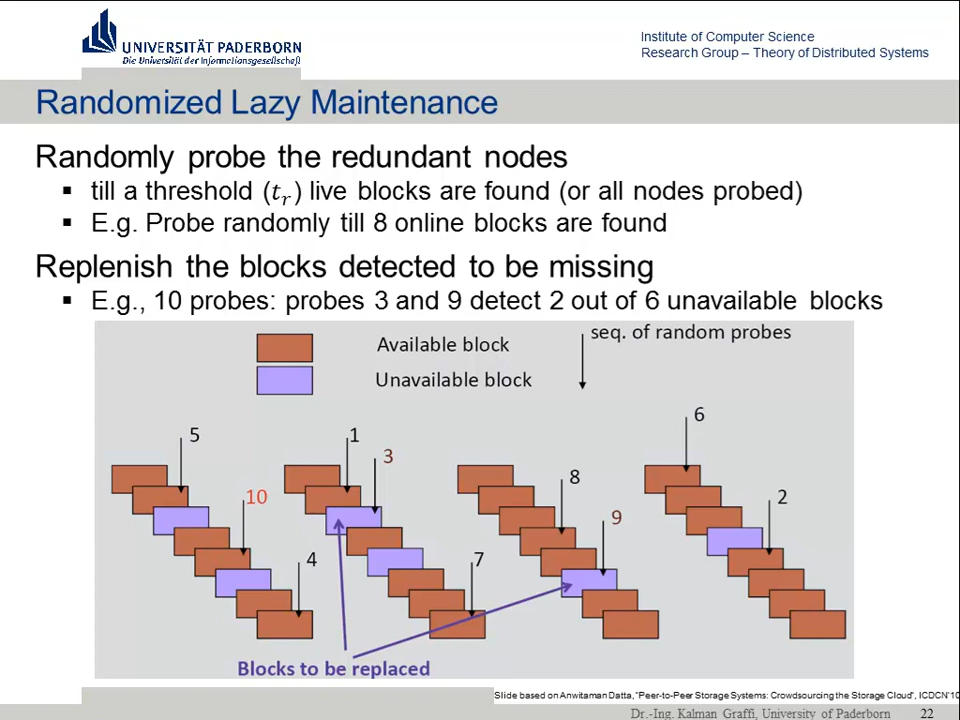 UNIVERSITÄT PADERBORN
Die Universität der Informationsgesellschaft
Institute of Computer Science
Research Group – Theory of Distributed Systems
Randomized Lazy Maintenance
Randomly probe the redundant nodes
▪ till a threshold (tᵣ) live blocks are found (or all nodes probed)
▪ E.g. Probe randomly till 8 online blocks are found
Replenish the blocks detected to be missing
▪ E.g., 10 probes: probes 3 and 9 detect 2 out of 6 unavailable blocks
Available block
seq. of random probes
Unavailable block
5
1
3
6
10
8
2
9
4
7
Blocks to be replaced
Slide based on Anwitaman Datta, "Peer-to-Peer Storage Systems: Crowdsourcing the Storage Cloud", ICDCN'10
Dr.-Ing. Kalman Graffi, University of Paderborn 22